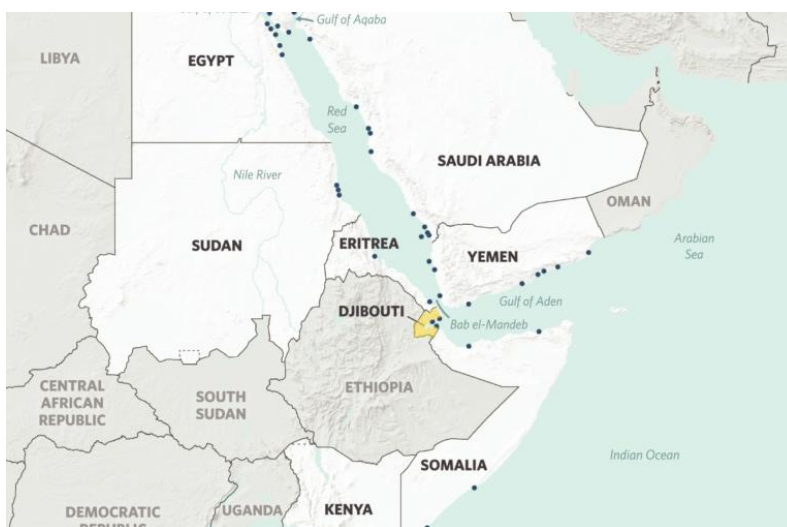 Gulf of Aqaba
LIBYA
EGYPT
Red
Sea
SAUDI ARABIA
Nile River
OMAN
CHAD
SUDAN
ERITREA
YEMEN
Arabian
Sea
DJIBOUTI
Gulf of Aden
Bab el-Mandeb
ETHIOPIA
CENTRAL
AFRICAN
REPUBLIC
SOUTH
SUDAN
SOMALIA
Indian Ocean
DEMOCRATIC
REPUBLIC
UGANDA
KENYA